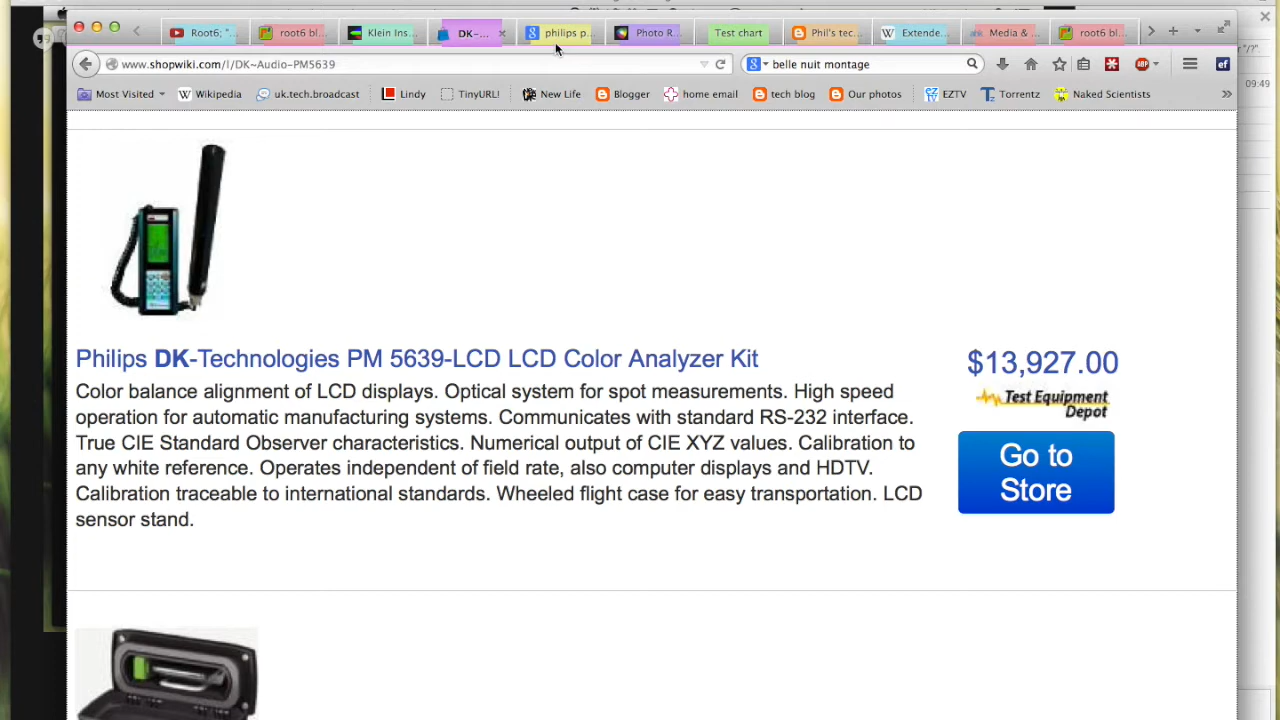 Root6; "...
root6 bl...
Klein Ins...
DK-...
philips p...
Photo R...
Test chart
Phil's tec...
Extende...
Media & ...
root6 bl...
www.shopwiki.com/l/DK~Audio-PM5639
belle nuit montage
Most Visited
Wikipedia
uk.tech.broadcast
Lindy
TinyURL!
New Life
Blogger
home email
tech blog
Our photos
EZTV
Torrentz
Naked Scientists
"/?".
09:49
Philips DK-Technologies PM 5639-LCD LCD Color Analyzer Kit
Color balance alignment of LCD displays. Optical system for spot measurements. High speed
operation for automatic manufacturing systems. Communicates with standard RS-232 interface.
True CIE Standard Observer characteristics. Numerical output of CIE XYZ values. Calibration to
any white reference. Operates independent of field rate, also computer displays and HDTV.
Calibration traceable to international standards. Wheeled flight case for easy transportation. LCD
sensor stand.
$13,927.00
Test Equipment
Depot
Go to
Store